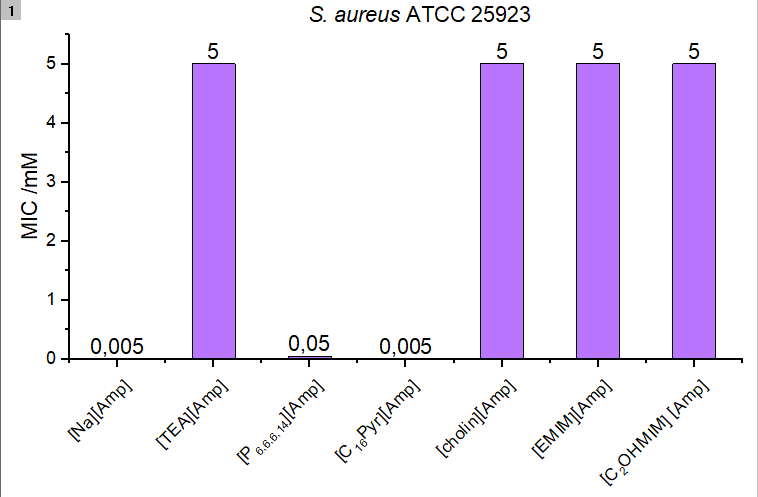 1
S. aureus ATCC 25923
MIC /mM
5
4
3
2
1
0
0,005
5
0,05
0,005
5
5
5
[Na][Amp]
[TEA][Amp]
[P6.6.6.14][Amp]
[C16Pyr][Amp]
[cholin][Amp]
[EMIM][Amp]
[C2OHMIM] [Amp]